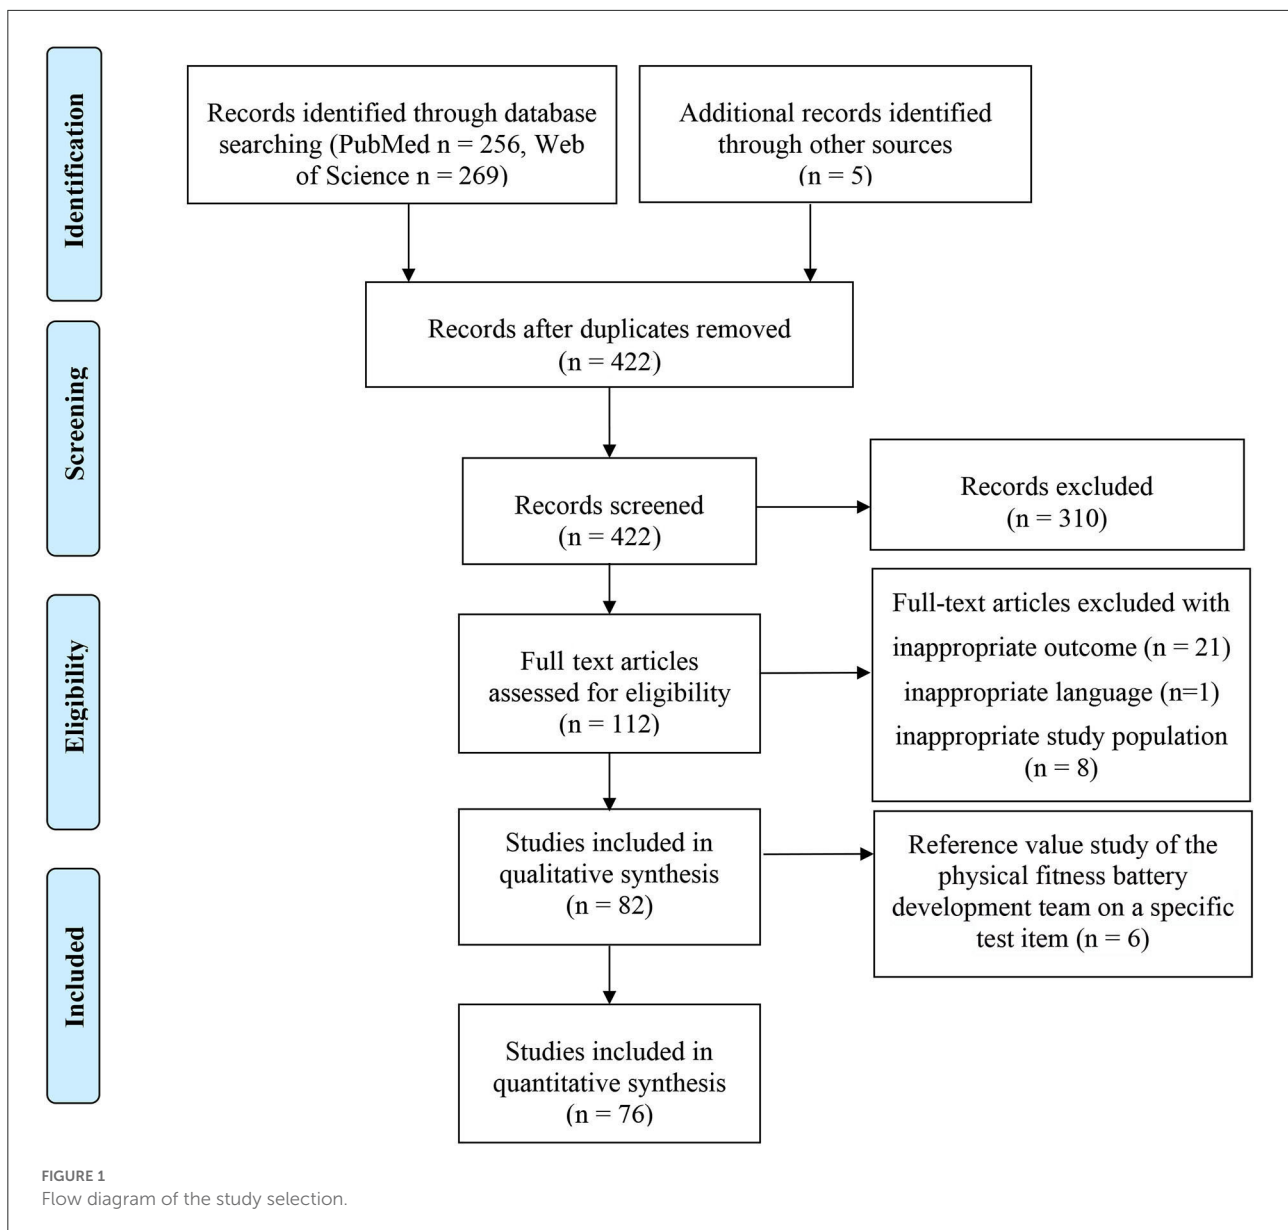 Identification
Records identified through database
searching (PubMed n = 256, Web
of Science n = 269)
Additional records identified
through other sources
(n = 5)
Records after duplicates removed
(n = 422)
Screening
Records screened
(n = 422)
Records excluded
(n = 310)
Eligibility
Full text articles
assessed for eligibility
(n = 112)
Full-text articles excluded with
inappropriate outcome (n = 21)
inappropriate language (n=1)
inappropriate study population
(n = 8)
Studies included in
qualitative synthesis
(n = 82)
Reference value study of the
physical fitness battery
development team on a specific
test item (n = 6)
Included
Studies included in
quantitative synthesis
(n = 76)
FIGURE 1
Flow diagram of the study selection.